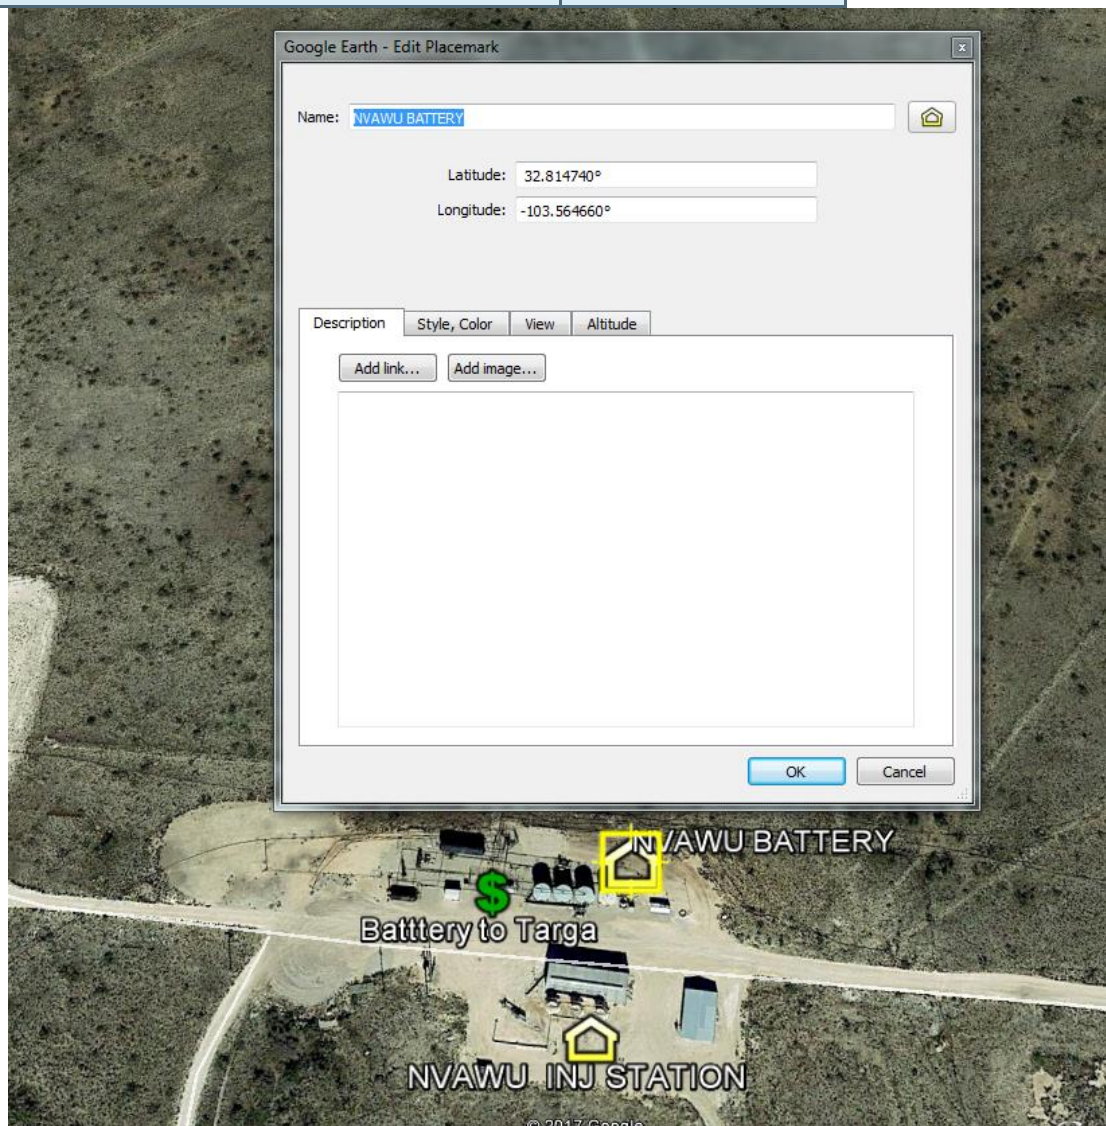 Google Earth - Edit Placemark
Name: NVAWU BATTERY
Latitude: 32.814740°
Longitude: -103.564660°
Description Style, Color View Altitude
Add link... Add image...
OK Cancel
NVAWU BATTERY
$
Batttery to Targa
NVAWU INJ STATION
© 2017 Google